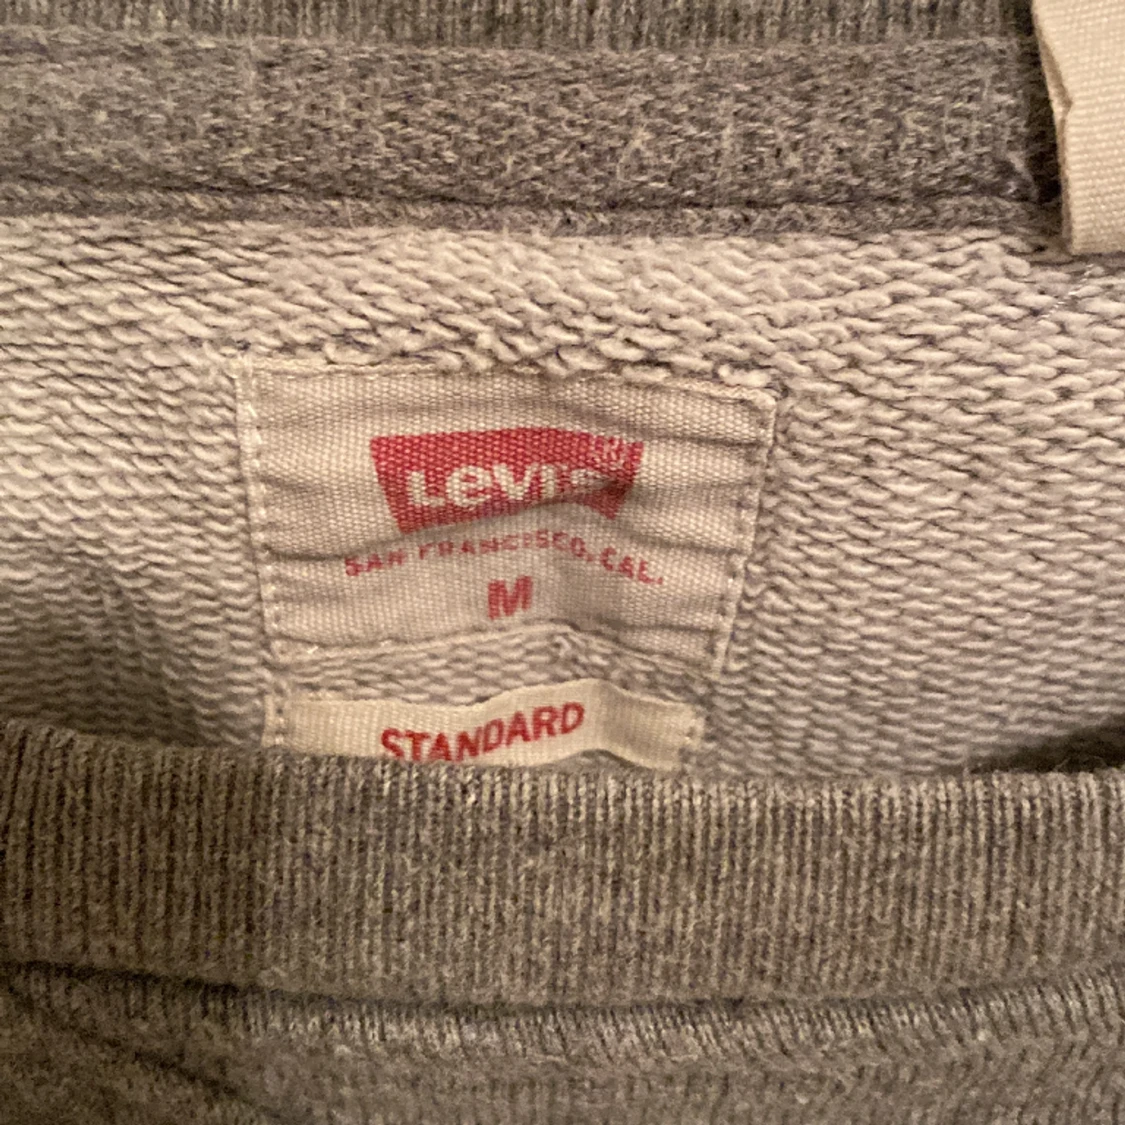 Levi's®
SAN FRANCISCO, CAL.
M
STANDARD